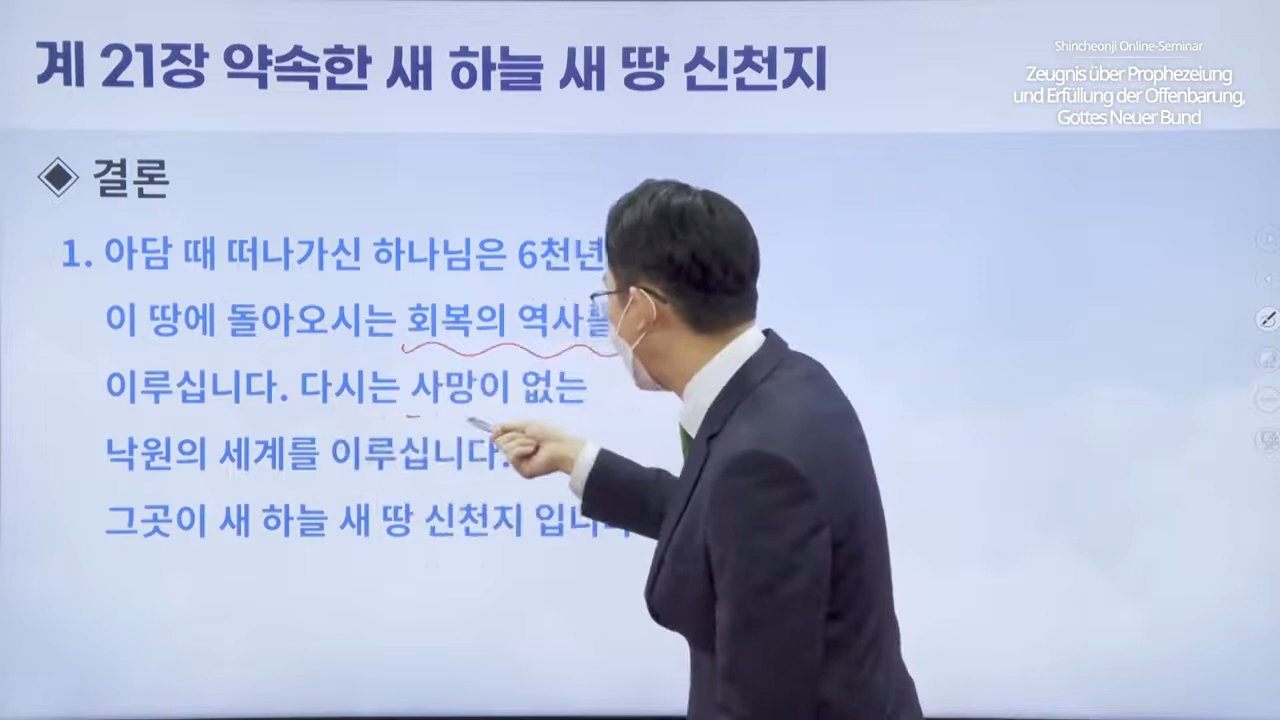 계 21장 약속한 새 하늘 새 땅 신천지
Shincheonji Online-Seminar
Zeugnis über Prophezeiung
und Erfüllung der Offenbarung,
Gottes Neuer Bund
결론
1. 아담 때 떠나가신 하나님은 6천년
이 땅에 돌아오시는 회복의 역사를
이루십니다. 다시는 사망이 없는
낙원의 세계를 이루십니다.
그곳이 새 하늘 새 땅 신천지 입니다